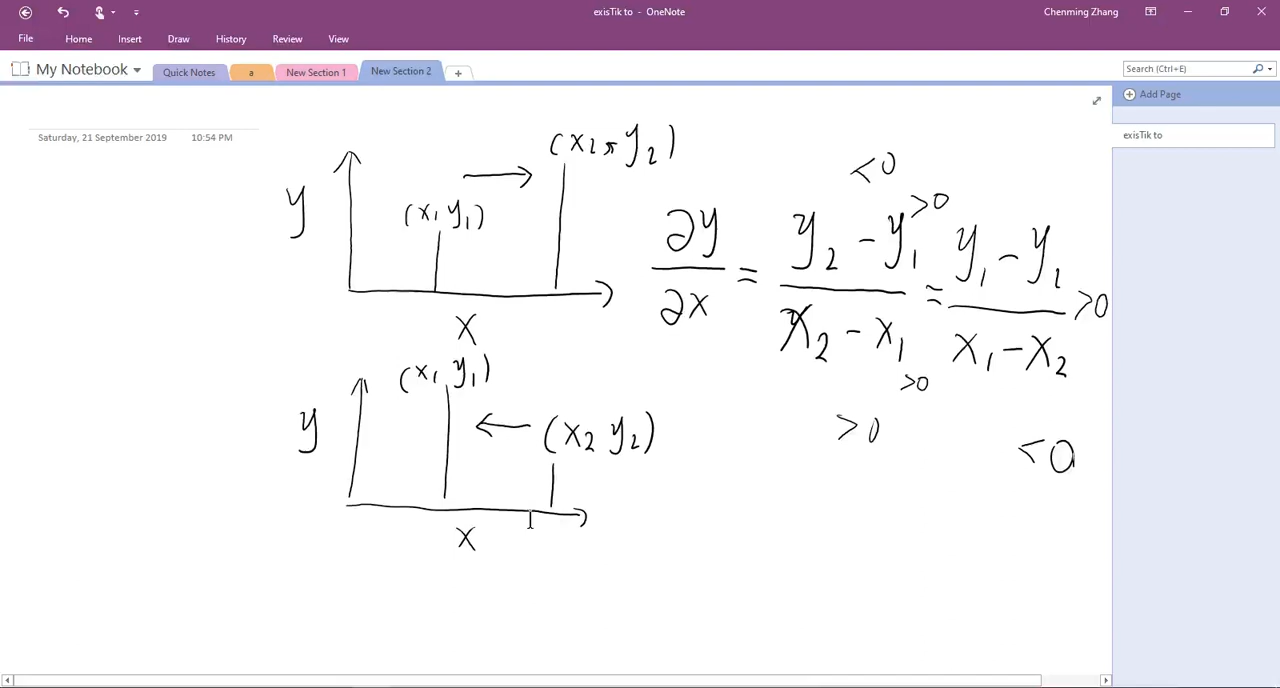 exisTik to - OneNote
Chenming Zhang
File Home Insert Draw History Review View
My Notebook
Quick Notes a New Section 1 New Section 2 +
Search (Ctrl+E)
Add Page
exisTik to
Saturday, 21 September 2019 10:54 PM
y
(x₁ y₁)
(x₂, y₂)
x
∂y/∂x = (y₂ - y₁)/(x₂ - x₁) = (y₁ - y₂)/(x₁ - x₂)
<0
>0
>0
>0
>0
<0
y
(x₁ y₁)
(x₂ y₂)
x